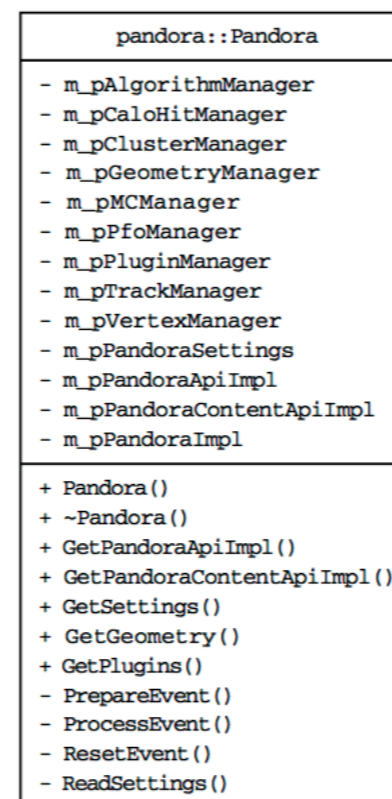 pandora::Pandora
- m_pAlgorithmManager
- m_pCaloHitManager
- m_pClusterManager
- m_pGeometryManager
- m_pMCManager
- m_pPfoManager
- m_pPluginManager
- m_pTrackManager
- m_pVertexManager
- m_pPandoraSettings
- m_pPandoraApiImpl
- m_pPandoraContentApiImpl
- m_pPandoraImpl
+ Pandora()
+ ~Pandora()
+ GetPandoraApiImpl()
+ GetPandoraContentApiImpl()
+ GetSettings()
+ GetGeometry()
+ GetPlugins()
- PrepareEvent()
- ProcessEvent()
- ResetEvent()
- ReadSettings()